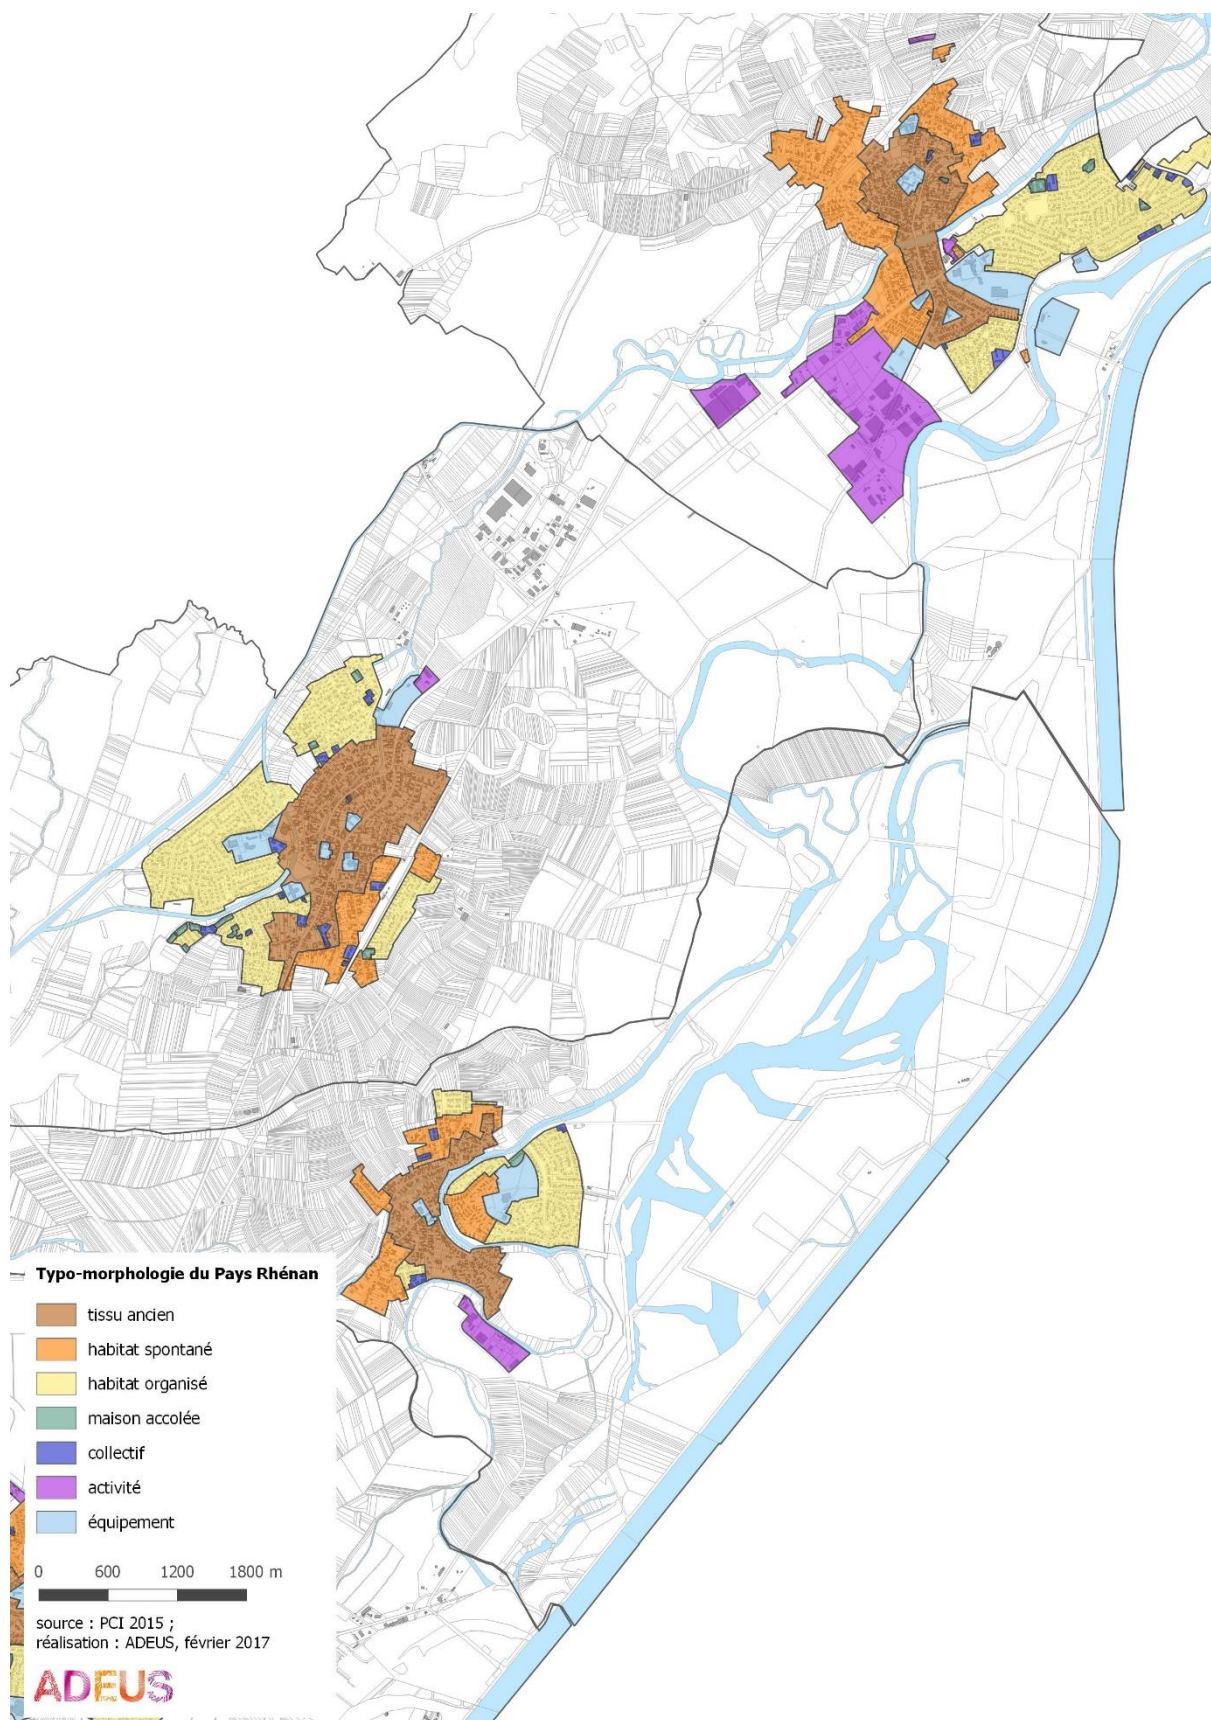 Typo-morphologie du Pays Rhénan
tissu ancien
habitat spontané
habitat organisé
maison accolée
collectif
activité
équipement
0 600 1200 1800 m
source : PCI 2015 ;
réalisation : ADEUS, février 2017
ADEUS